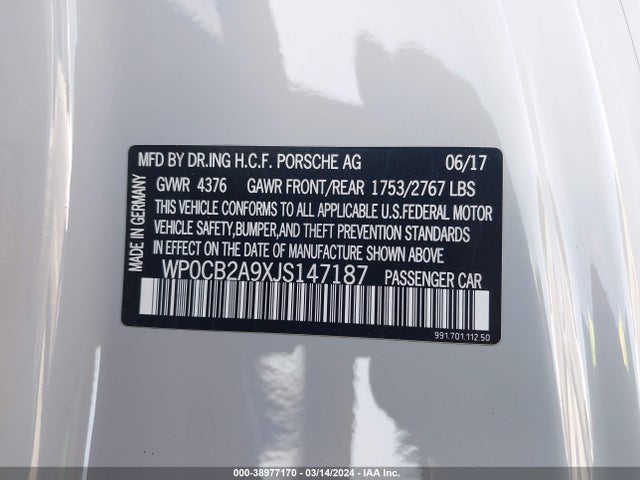 MFD BY DR.ING H.C.F. PORSCHE AG 06/17
GVWR 4376 GAWR FRONT/REAR 1753/2767 LBS
THIS VEHICLE CONFORMS TO ALL APPLICABLE U.S.FEDERAL MOTOR
VEHICLE SAFETY,BUMPER,AND THEFT PREVENTION STANDARDS
IN EFFECT ON THE DATE OF MANUFACTURE SHOWN ABOVE.
WP0CB2A9XJS147187 PASSENGER CAR
MADE IN GERMANY
991.701.112.50
000-38977170 - 03/14/2024 - IAA Inc.